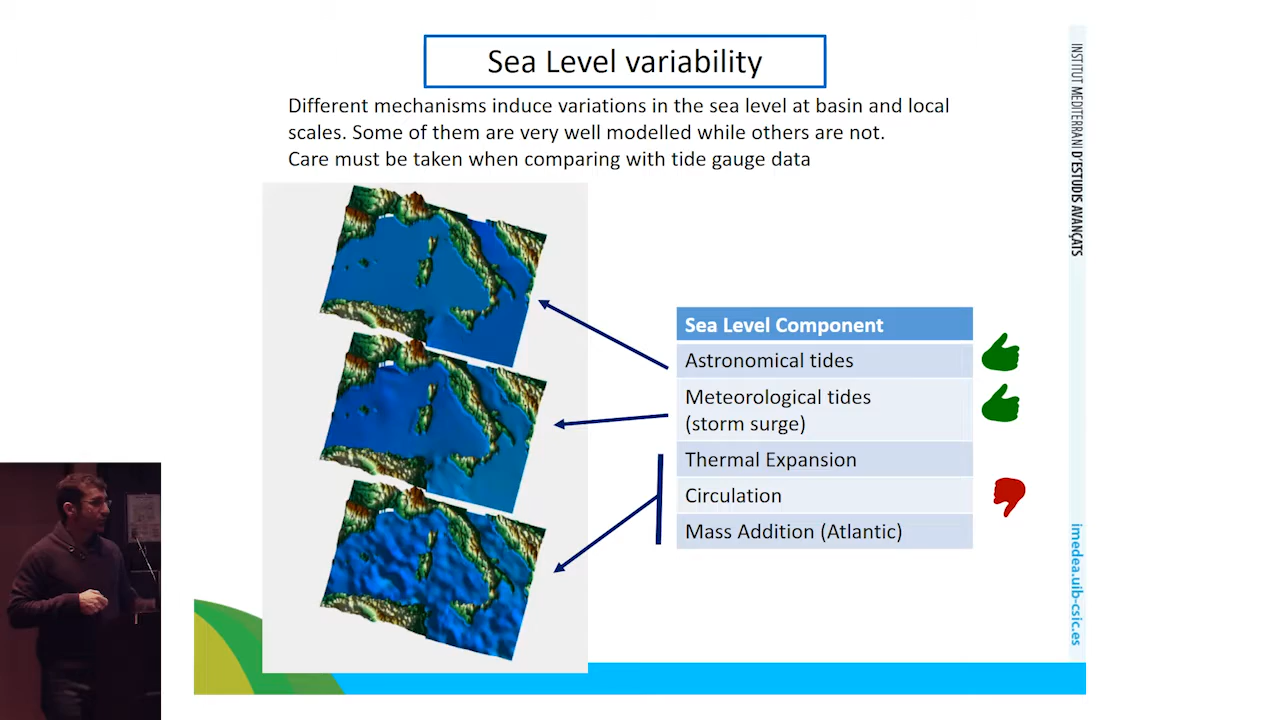 Sea Level variability
Different mechanisms induce variations in the sea level at basin and local
scales. Some of them are very well modelled while others are not.
Care must be taken when comparing with tide gauge data
Sea Level Component
Astronomical tides
Meteorological tides
(storm surge)
Thermal Expansion
Circulation
Mass Addition (Atlantic)
INSTITUT MEDITERRANI D'ESTUDIS AVANÇATS
imedea.uib-csic.es